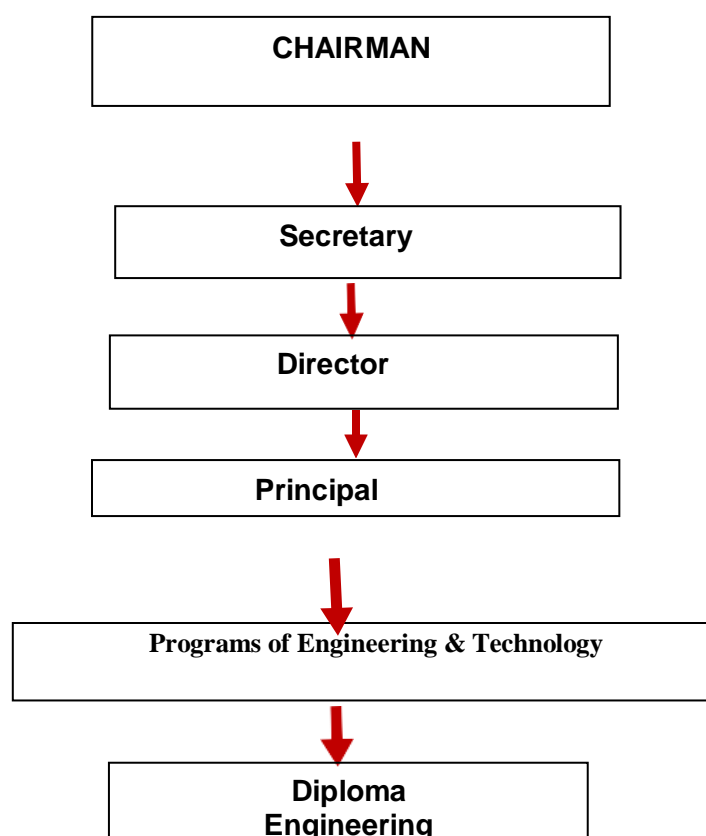 CHAIRMAN
Secretary
Director
Principal
Programs of Engineering & Technology
Diploma
Engineering